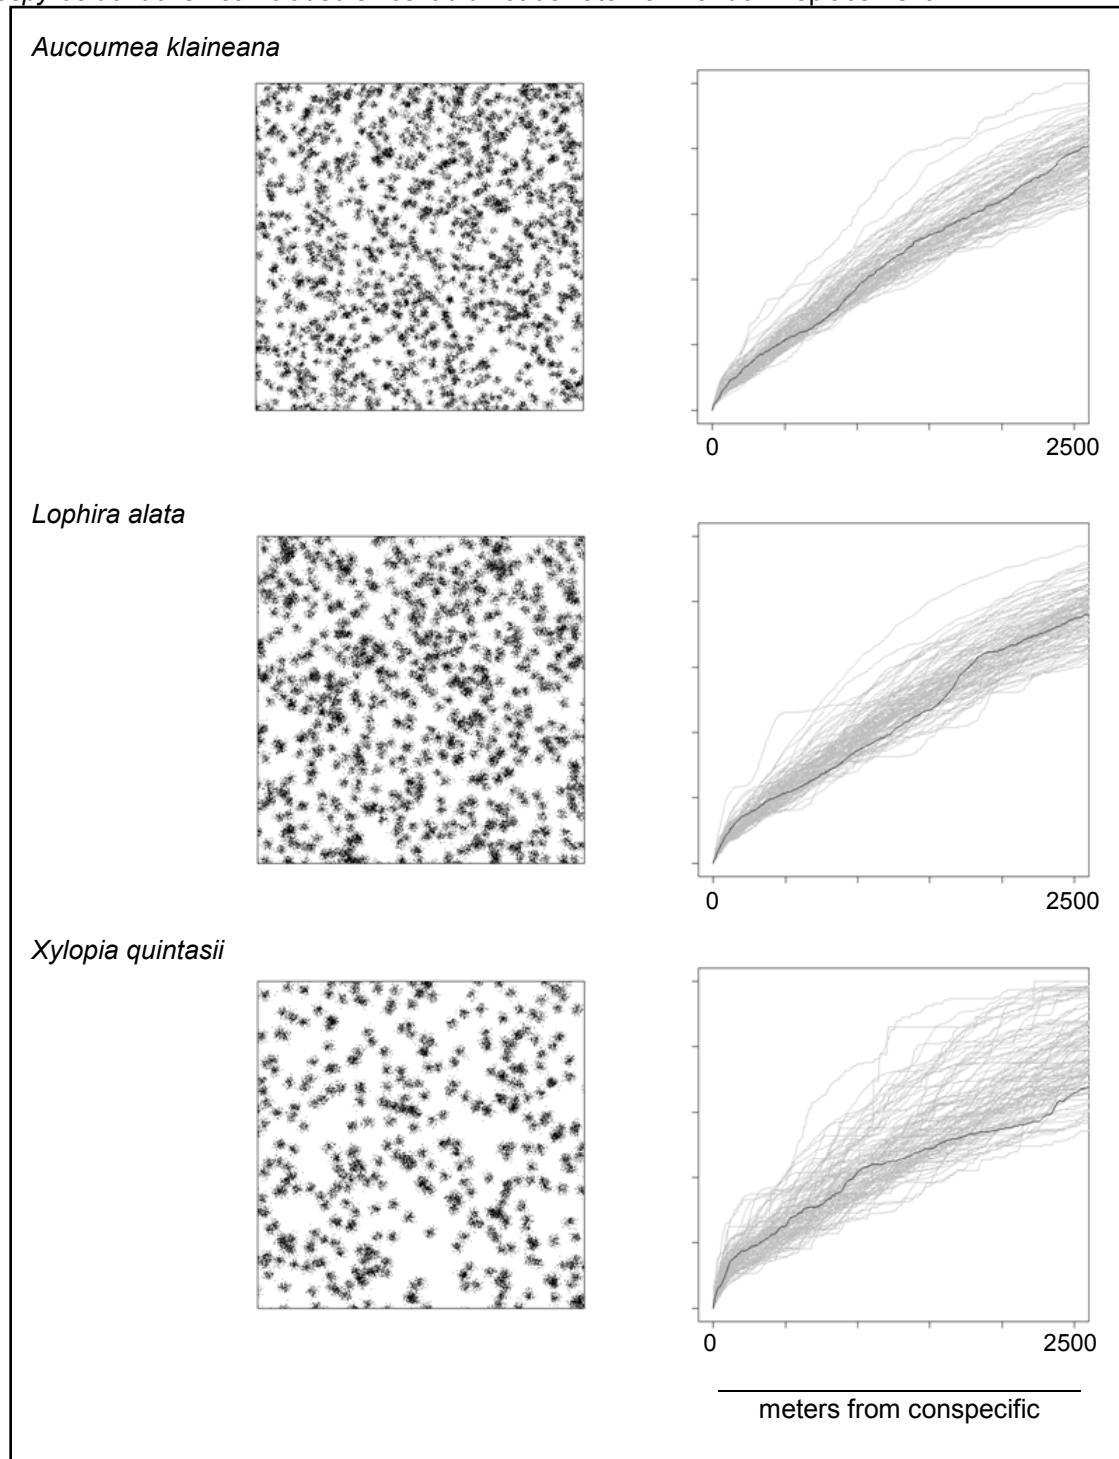 Aucoumea klaineana
0 2500
Lophira alata
0 2500
Xylopia quintasii
0 2500
meters from conspecific